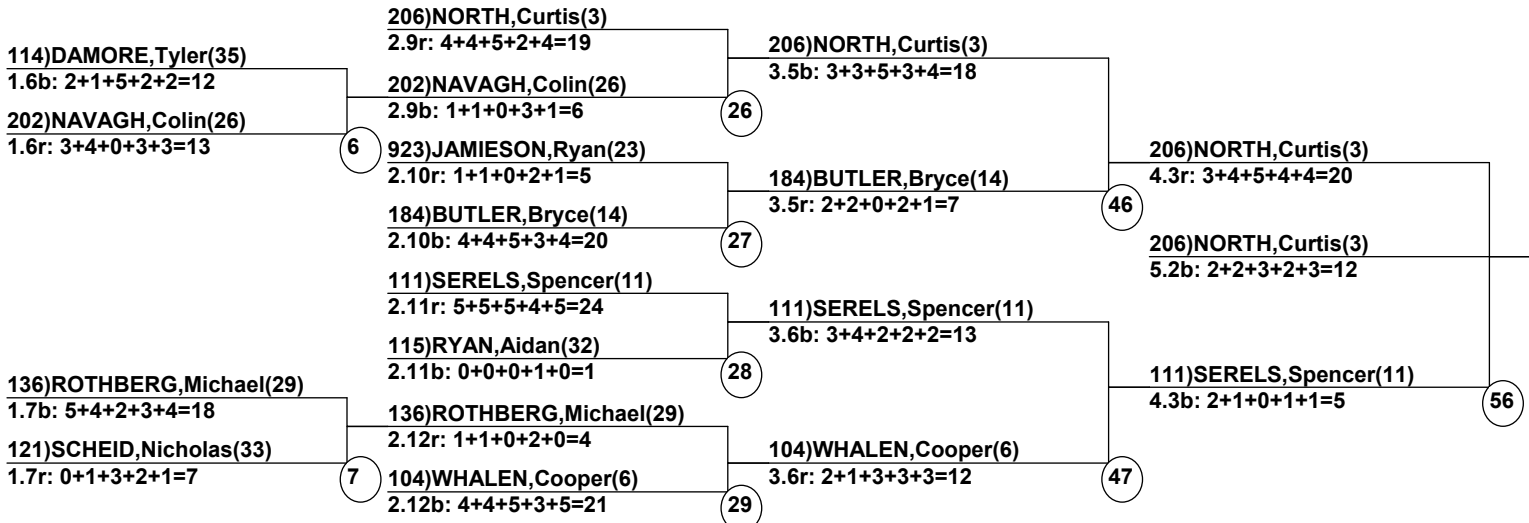 114)DAMORE,Tyler(35)
1.6b: 2+1+5+2+2=12
202)NAVAGH,Colin(26)
1.6r: 3+4+0+3+3=13
6
136)ROTHBERG,Michael(29)
1.7b: 5+4+2+3+4=18
121)SCHEID,Nicholas(33)
1.7r: 0+1+3+2+1=7
7
206)NORTH,Curtis(3)
2.9r: 4+4+5+2+4=19
202)NAVAGH,Colin(26)
2.9b: 1+1+0+3+1=6
26
923)JAMIESON,Ryan(23)
2.10r: 1+1+0+2+1=5
184)BUTLER,Bryce(14)
2.10b: 4+4+5+3+4=20
27
111)SERELS,Spencer(11)
2.11r: 5+5+5+4+5=24
115)RYAN,Aidan(32)
2.11b: 0+0+0+1+0=1
28
136)ROTHBERG,Michael(29)
2.12r: 1+1+0+2+0=4
104)WHALEN,Cooper(6)
2.12b: 4+4+5+3+5=21
29
206)NORTH,Curtis(3)
3.5b: 3+3+5+3+4=18
184)BUTLER,Bryce(14)
3.5r: 2+2+0+2+1=7
46
111)SERELS,Spencer(11)
3.6b: 3+4+2+2+2=13
104)WHALEN,Cooper(6)
3.6r: 2+1+3+3+3=12
47
206)NORTH,Curtis(3)
4.3r: 3+4+5+4+4=20
206)NORTH,Curtis(3)
5.2b: 2+2+3+2+3=12
111)SERELS,Spencer(11)
4.3b: 2+1+0+1+1=5
56